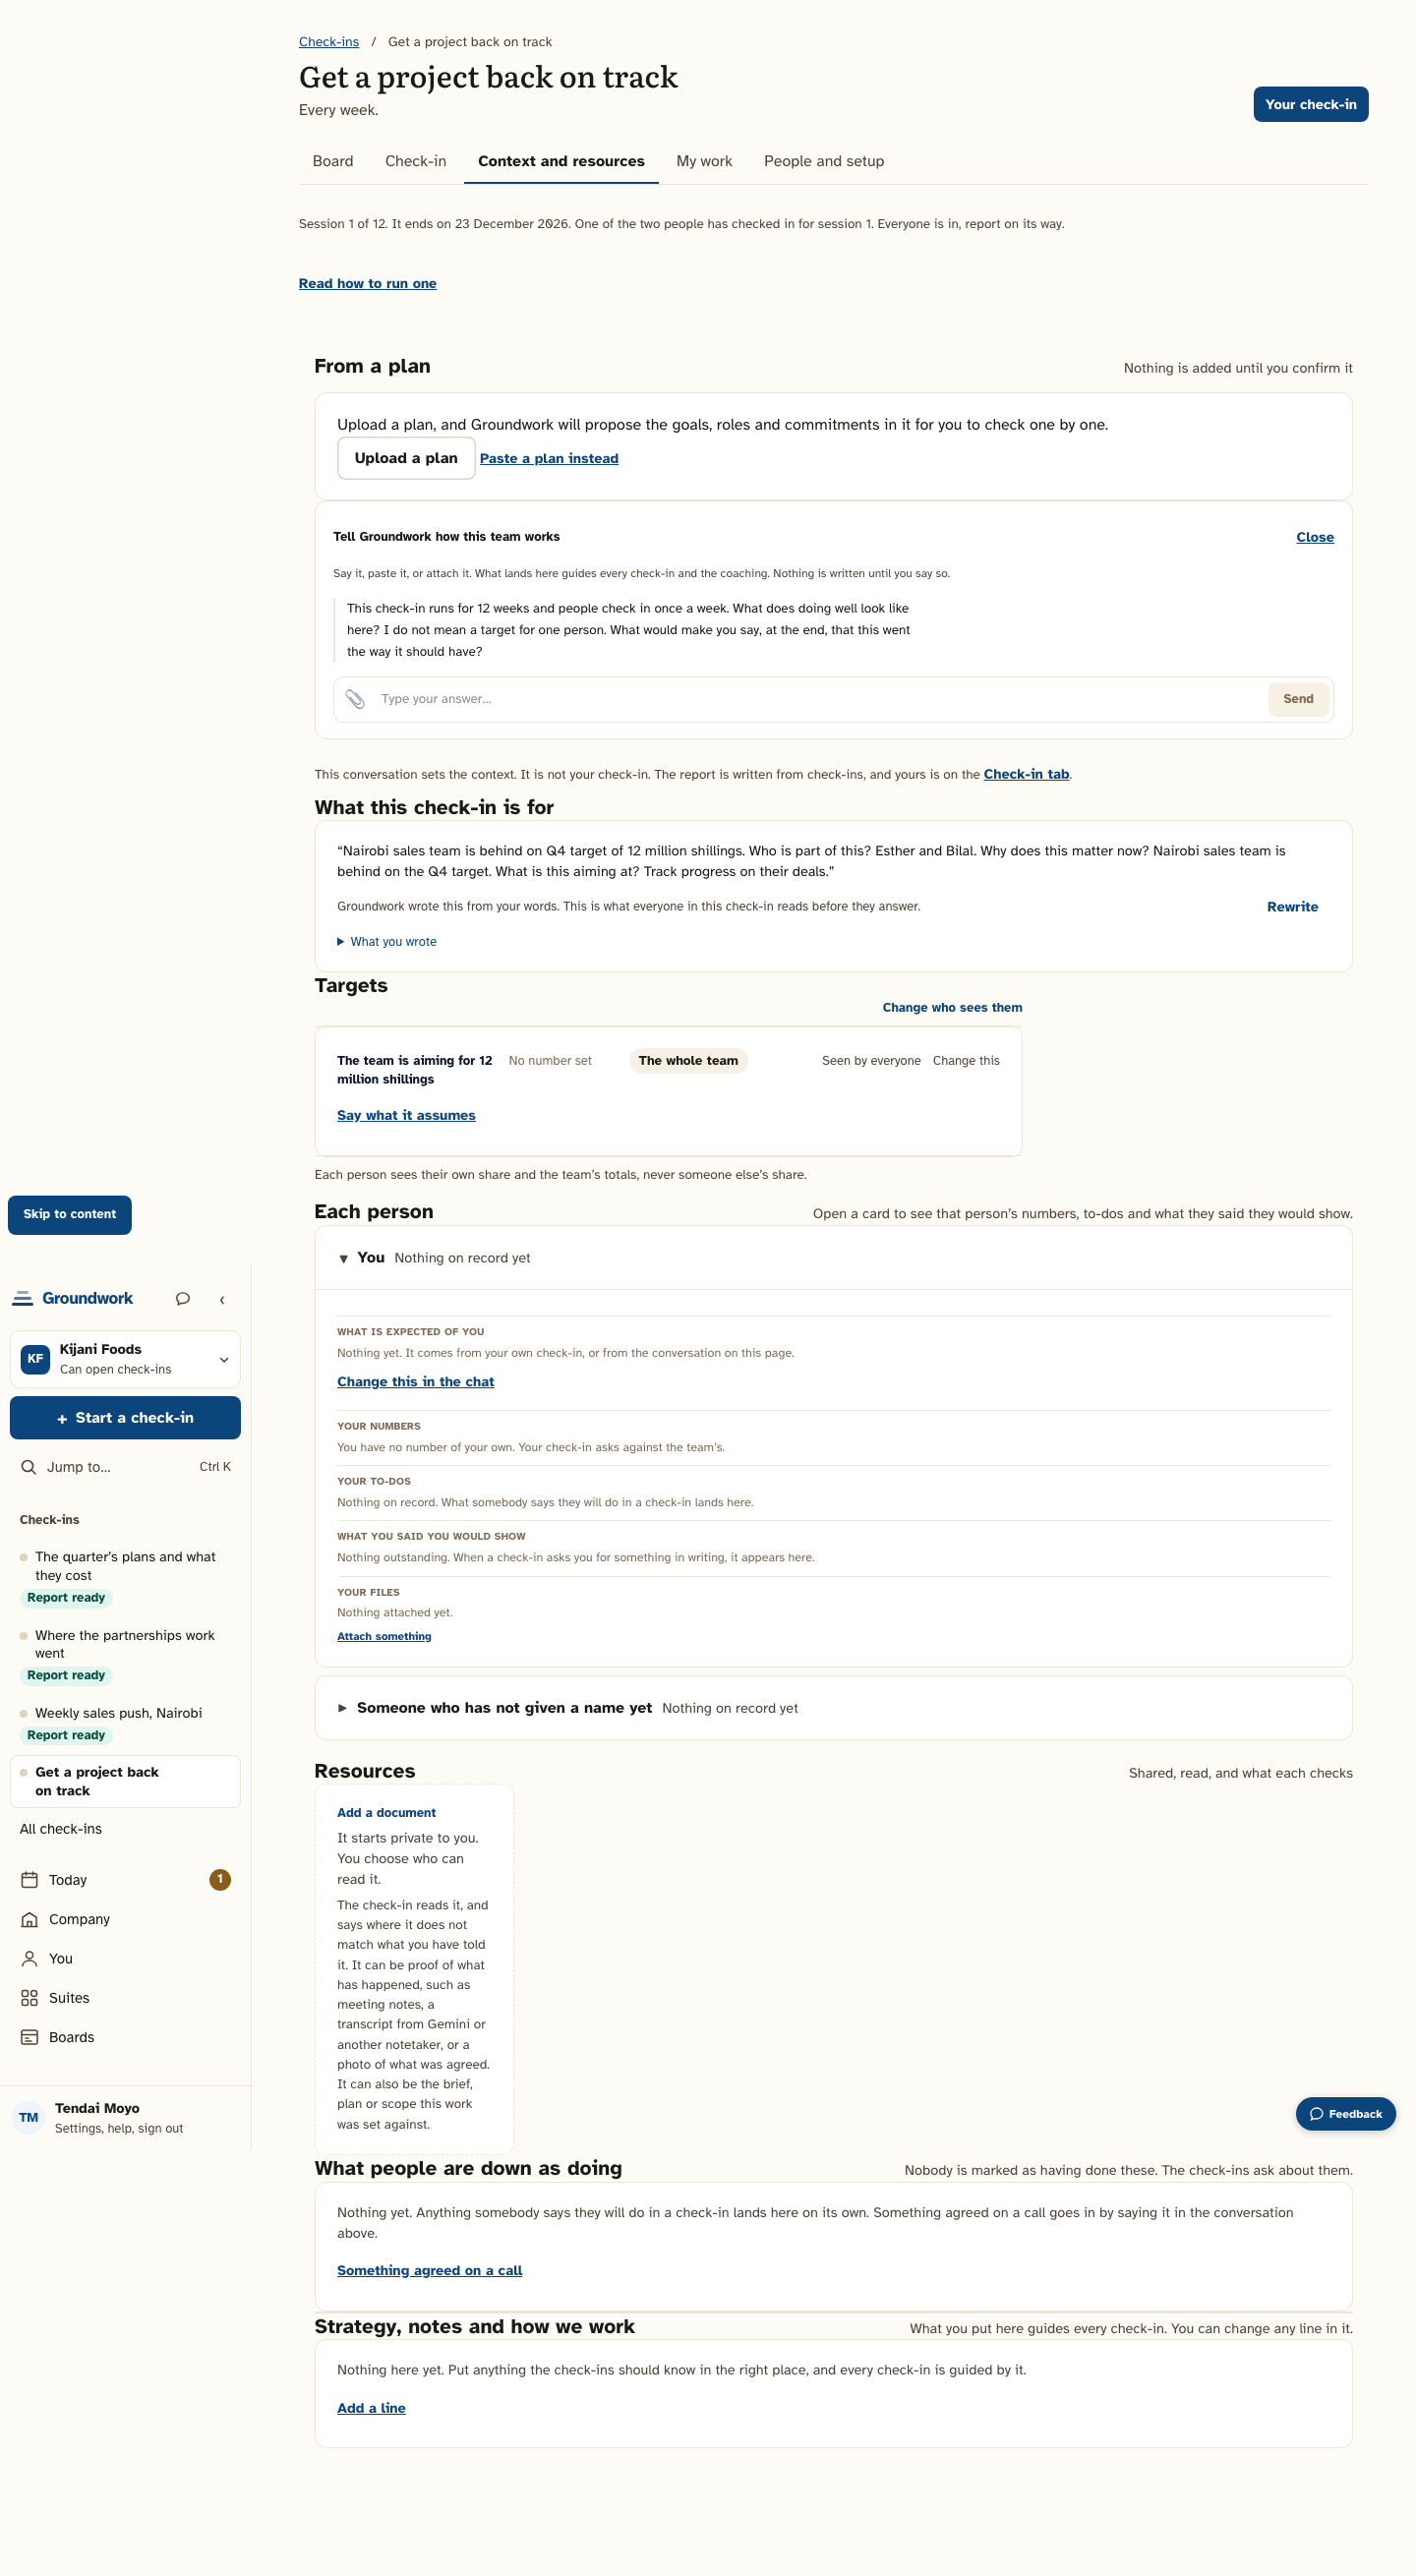 Check-ins / Get a project back on track
Get a project back on track
Every week.
Your check-in
Board
Check-in
Context and resources
My work
People and setup
Session 1 of 12. It ends on 23 December 2026. One of the two people has checked in for session 1. Everyone is in, report on its way.
Read how to run one
From a plan
Nothing is added until you confirm it
Upload a plan, and Groundwork will propose the goals, roles and commitments in it for you to check one by one.
Upload a plan
Paste a plan instead
Tell Groundwork how this team works
Close
Say it, paste it, or attach it. What lands here guides every check-in and the coaching. Nothing is written until you say so.
This check-in runs for 12 weeks and people check in once a week. What does doing well look like
here? I do not mean a target for one person. What would make you say, at the end, that this went
the way it should have?
Type your answer...
Send
This conversation sets the context. It is not your check-in. The report is written from check-ins, and yours is on the Check-in tab.
What this check-in is for
“Nairobi sales team is behind on Q4 target of 12 million shillings. Who is part of this? Esther and Bilal. Why does this matter now? Nairobi sales team is
behind on the Q4 target. What is this aiming at? Track progress on their deals.”
Groundwork wrote this from your words. This is what everyone in this check-in reads before they answer.
Rewrite
What you wrote
Targets
Change who sees them
The team is aiming for 12
million shillings
No number set
The whole team
Seen by everyone
Change this
Say what it assumes
Each person sees their own share and the team’s totals, never someone else’s share.
Each person
Open a card to see that person’s numbers, to-dos and what they said they would show.
You Nothing on record yet
WHAT IS EXPECTED OF YOU
Nothing yet. It comes from your own check-in, or from the conversation on this page.
Change this in the chat
YOUR NUMBERS
You have no number of your own. Your check-in asks against the team’s.
YOUR TO-DOS
Nothing on record. What somebody says they will do in a check-in lands here.
WHAT YOU SAID YOU WOULD SHOW
Nothing outstanding. When a check-in asks you for something in writing, it appears here.
YOUR FILES
Nothing attached yet.
Attach something
Someone who has not given a name yet Nothing on record yet
Resources
Shared, read, and what each checks
Add a document
It starts private to you.
You choose who can
read it.
The check-in reads it, and
says where it does not
match what you have told
it. It can be proof of what
has happened, such as
meeting notes, a
transcript from Gemini or
another notetaker, or a
photo of what was agreed.
It can also be the brief,
plan or scope this work
was set against.
What people are down as doing
Nobody is marked as having done these. The check-ins ask about them.
Nothing yet. Anything somebody says they will do in a check-in lands here on its own. Something agreed on a call goes in by saying it in the conversation
above.
Something agreed on a call
Strategy, notes and how we work
What you put here guides every check-in. You can change any line in it.
Nothing here yet. Put anything the check-ins should know in the right place, and every check-in is guided by it.
Add a line
Skip to content
Groundwork
KF
Kijani Foods
Can open check-ins
+ Start a check-in
Jump to...
Ctrl K
Check-ins
The quarter’s plans and what
they cost
Report ready
Where the partnerships work
went
Report ready
Weekly sales push, Nairobi
Report ready
Get a project back
on track
All check-ins
Today
1
Company
You
Suites
Boards
TM
Tendai Moyo
Settings, help, sign out
Feedback